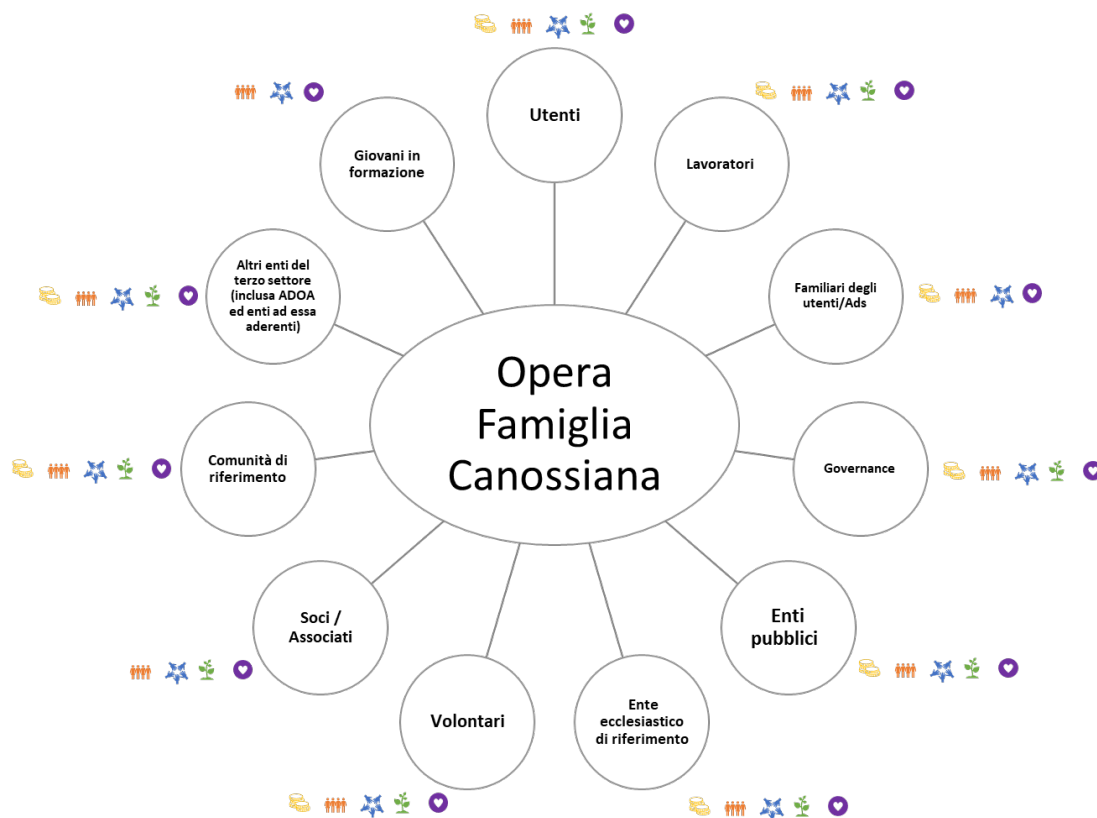 Utenti
Lavoratori
Familiari degli
utenti/Ads
Governance
Enti
pubblici
Ente
ecclesiastico
di riferimento
Volontari
Soci /
Associati
Comunità di
riferimento
Altri enti del
terzo settore
(inclusa ADOA
ed enti ad essa
aderenti)
Giovani in
formazione
Opera
Famiglia
Canossiana